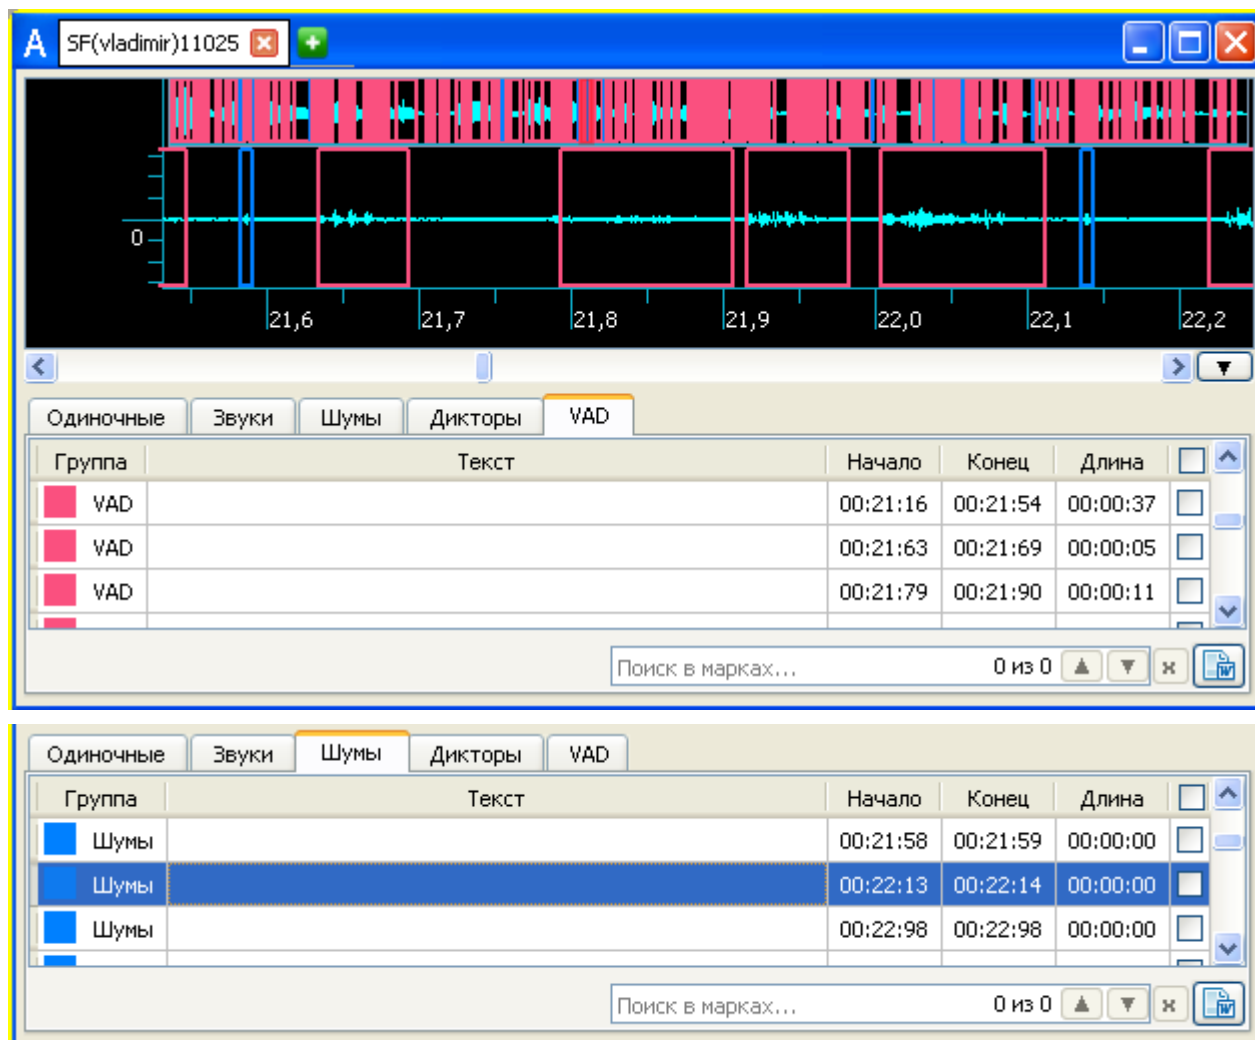 A SF(vladimir)11025
0
21,6 21,7 21,8 21,9 22,0 22,1 22,2
Одиночные Звуки Шумы Дикторы VAD
Группа Текст Начало Конец Длина
VAD 00:21:16 00:21:54 00:00:37
VAD 00:21:63 00:21:69 00:00:05
VAD 00:21:79 00:21:90 00:00:11
Поиск в марках... 0 из 0
Одиночные Звуки Шумы Дикторы VAD
Группа Текст Начало Конец Длина
Шумы 00:21:58 00:21:59 00:00:00
Шумы 00:22:13 00:22:14 00:00:00
Шумы 00:22:98 00:22:98 00:00:00
Поиск в марках... 0 из 0